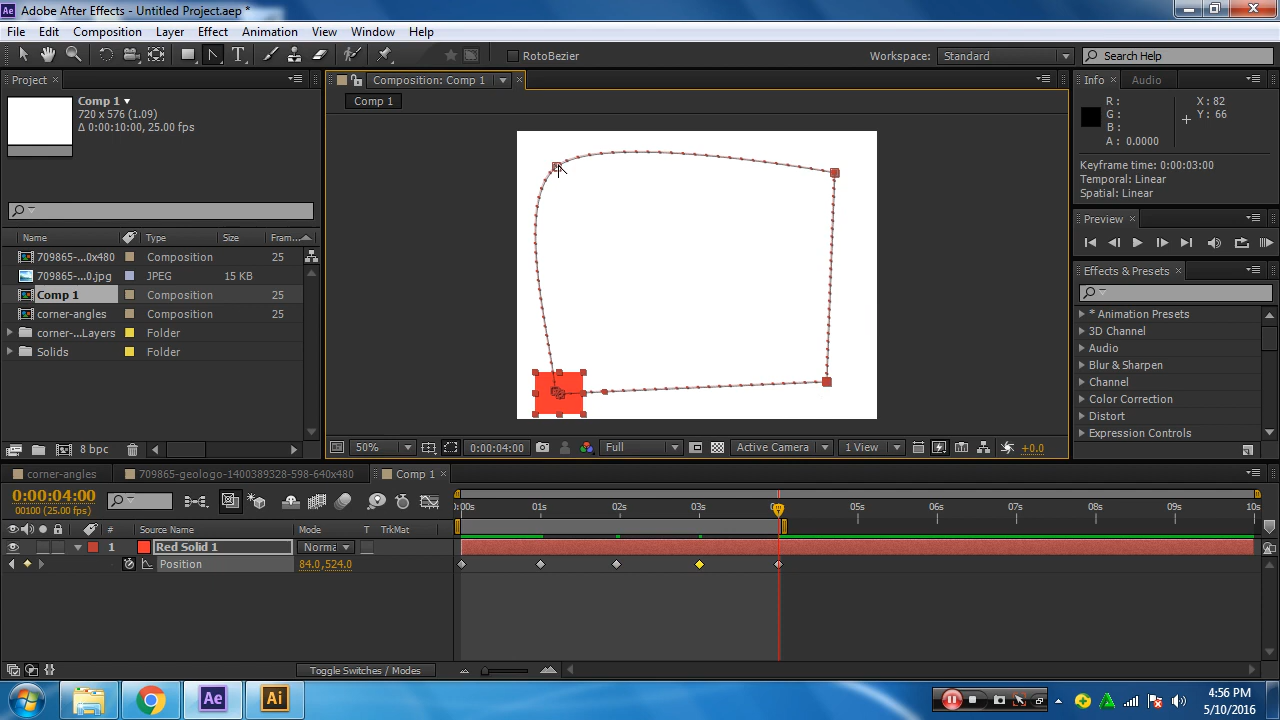 Ae Adobe After Effects - Untitled Project.aep *
File Edit Composition Layer Effect Animation View Window Help
T RotoBezier Workspace: Standard Search Help
Project
Comp 1
720 x 576 (1.09)
Δ 0:00:10:00, 25.00 fps
Name Type Size Fram...
709865-...0x480 Composition 25
709865-...0.jpg JPEG 15 KB
Comp 1 Composition 25
corner-angles Composition 25
corner-...Layers Folder
Solids Folder
8 bpc
Composition: Comp 1
Comp 1
50% 0:00:04:00 Full Active Camera 1 View +0.0
Info Audio
R : X : 82
G : Y : 66
B :
A : 0.0000
Keyframe time: 0:00:03:00
Temporal: Linear
Spatial: Linear
Preview
Effects & Presets
* Animation Presets
3D Channel
Audio
Blur & Sharpen
Channel
Color Correction
Distort
Expression Controls
corner-angles 709865-geologo-1400389328-598-640x480 Comp 1
0:00:04:00
00100 (25.00 fps)
:00s 01s 02s 03s 05s 06s 07s 08s 09s 10s
# Source Name Mode T TrkMat
1 Red Solid 1 Norma
Position 84.0,524.0
Toggle Switches / Modes
Ae Ai
4:56 PM
5/10/2016